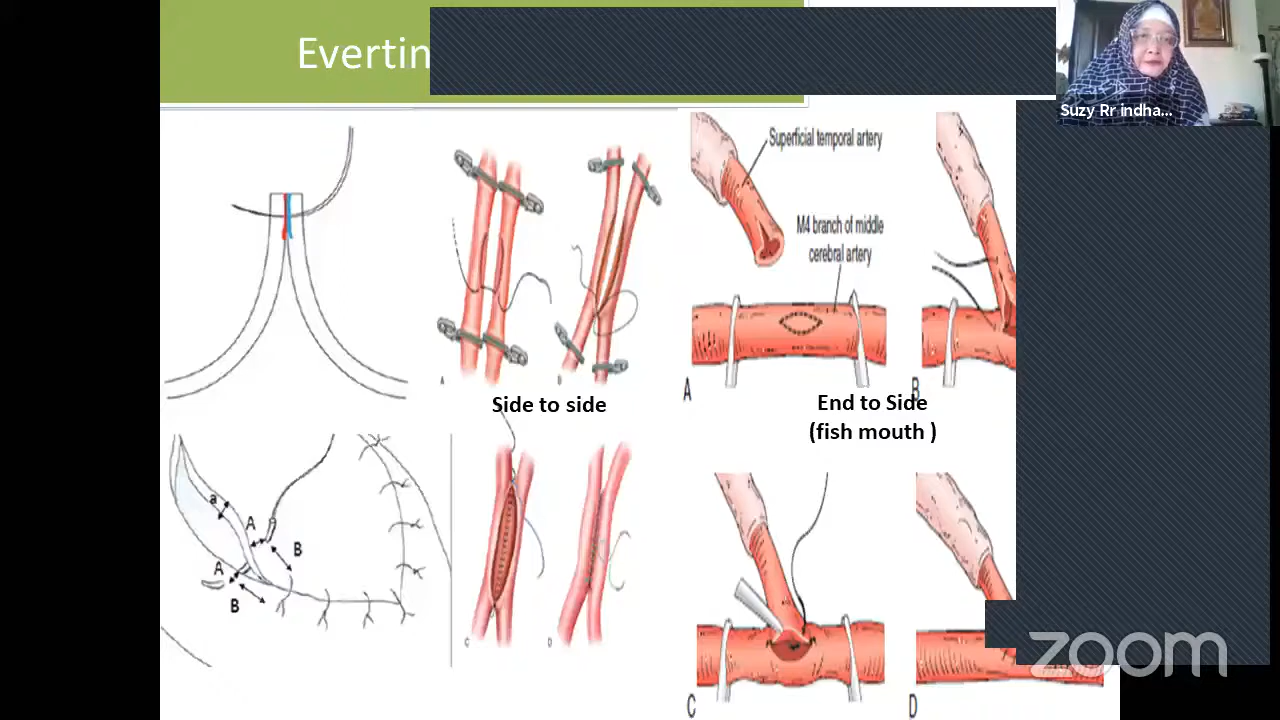 Evertin
Suzy Rr indha...
Superficial temporal artery
M4 branch of middle
cerebral artery
A
B
A
B
Side to side
End to Side
(fish mouth )
a
A
B
A
B
C
D
C
D
zoom